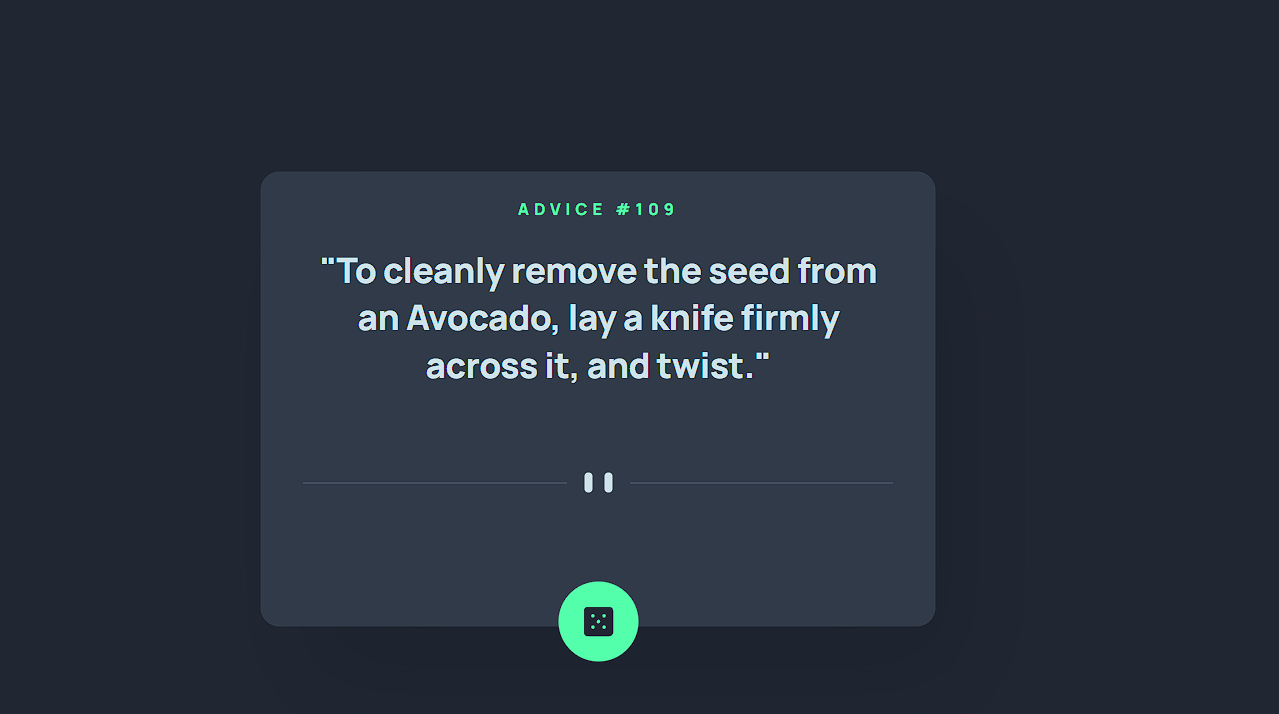 ADVICE #109
"To cleanly remove the seed from
an Avocado, lay a knife firmly
across it, and twist."